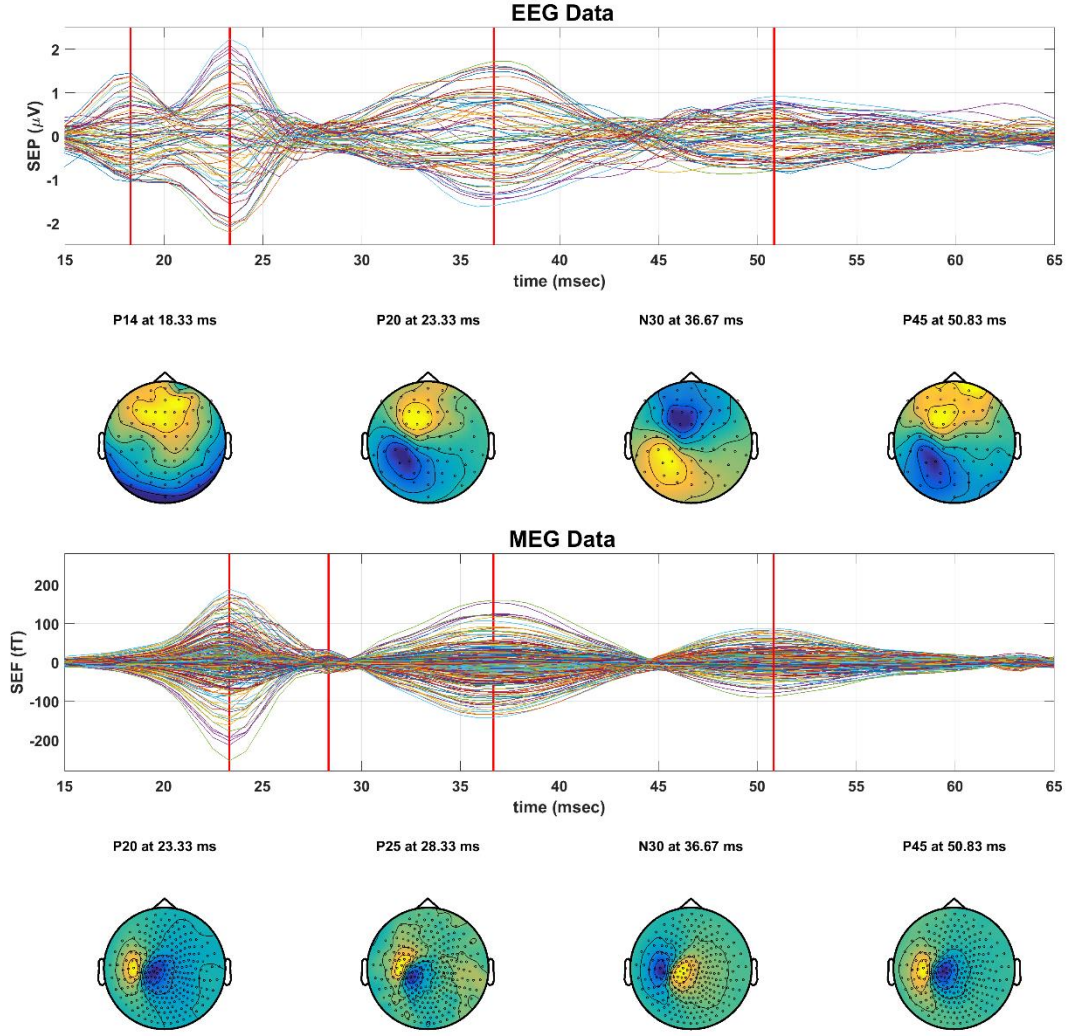 EEG Data
2
1
0
-1
-2
SEP (μV)
15 20 25 30 35 40 45 50 55 60 65
time (msec)
P14 at 18.33 ms P20 at 23.33 ms N30 at 36.67 ms P45 at 50.83 ms
MEG Data
200
100
0
-100
-200
SEF (fT)
15 20 25 30 35 40 45 50 55 60 65
time (msec)
P20 at 23.33 ms P25 at 28.33 ms N30 at 36.67 ms P45 at 50.83 ms